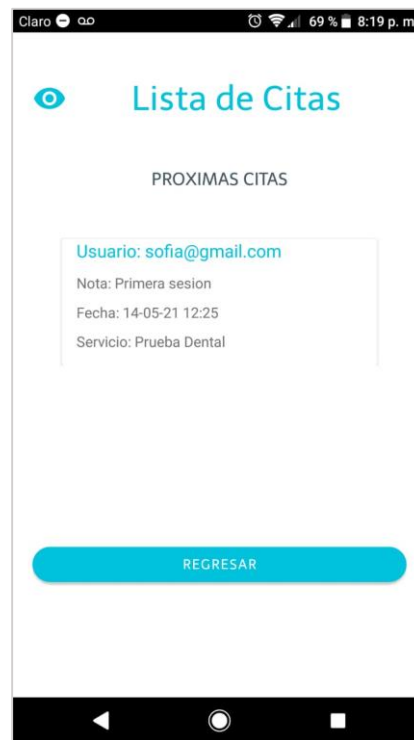 Claro 69 % 8:19 p. m
Lista de Citas
PROXIMAS CITAS
Usuario: sofia@gmail.com
Nota: Primera sesion
Fecha: 14-05-21 12:25
Servicio: Prueba Dental
REGRESAR